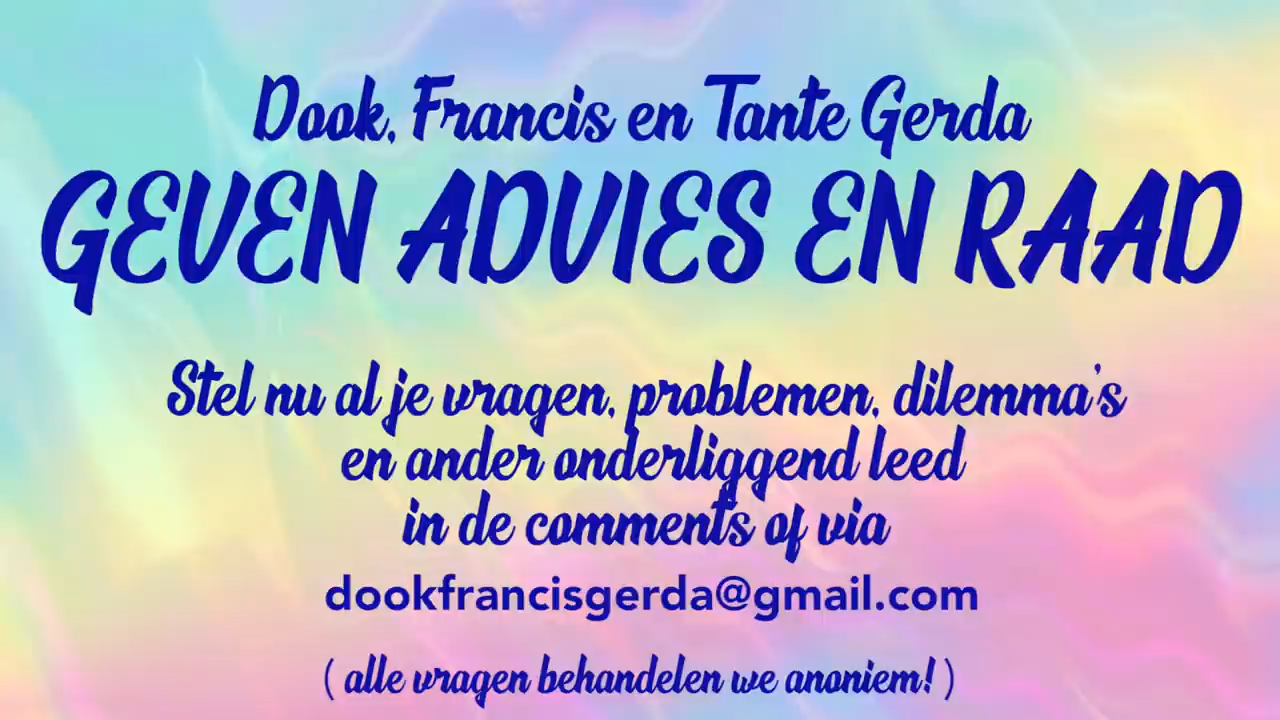 Dook, Francis en Tante Gerda
GEVEN ADVIES EN RAAD
Stel nu al je vragen, problemen, dilemma's
en ander onderliggend leed
in de comments of via
dookfrancisgerda@gmail.com
( alle vragen behandelen we anoniem! )